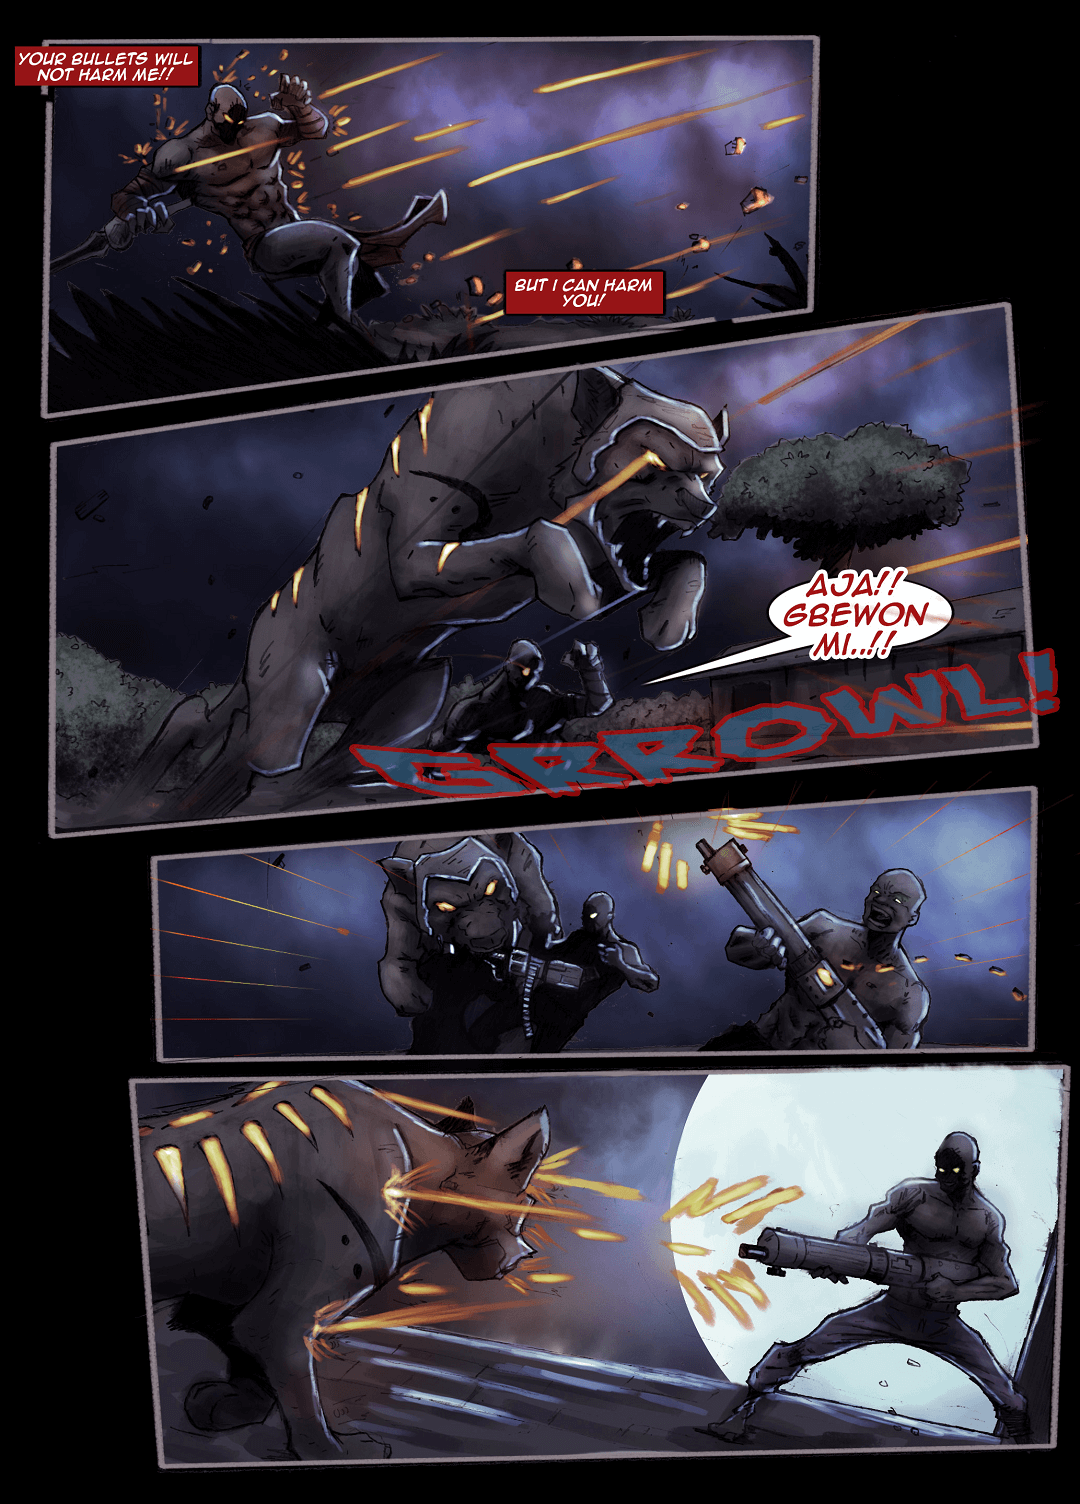 YOUR BULLETS WILL
NOT HARM ME!!
BUT I CAN HARM
YOU!
AJA!!
GBEWON
MI..!!
GRROWL!